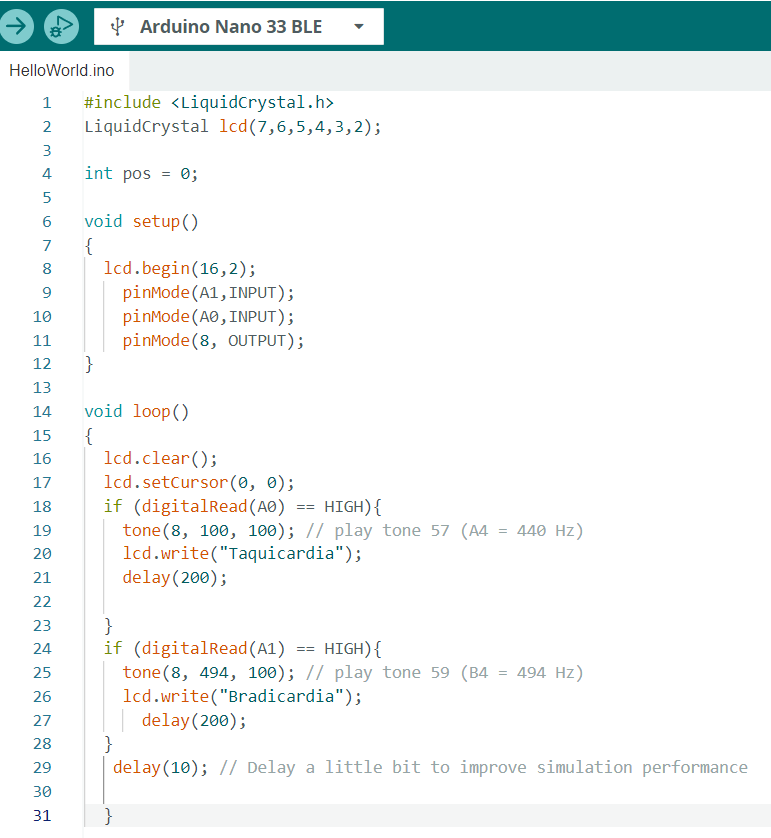 Arduino Nano 33 BLE
HelloWorld.ino
1 #include <LiquidCrystal.h>
2 LiquidCrystal lcd(7,6,5,4,3,2);
3
4 int pos = 0;
5
6 void setup()
7 {
8 lcd.begin(16,2);
9 pinMode(A1,INPUT);
10 pinMode(A0,INPUT);
11 pinMode(8, OUTPUT);
12 }
13
14 void loop()
15 {
16 lcd.clear();
17 lcd.setCursor(0, 0);
18 if (digitalRead(A0) == HIGH){
19 tone(8, 100, 100); // play tone 57 (A4 = 440 Hz)
20 lcd.write("Taquicardia");
21 delay(200);
22
23 }
24 if (digitalRead(A1) == HIGH){
25 tone(8, 494, 100); // play tone 59 (B4 = 494 Hz)
26 lcd.write("Bradicardia");
27 delay(200);
28 }
29 delay(10); // Delay a little bit to improve simulation performance
30
31 }